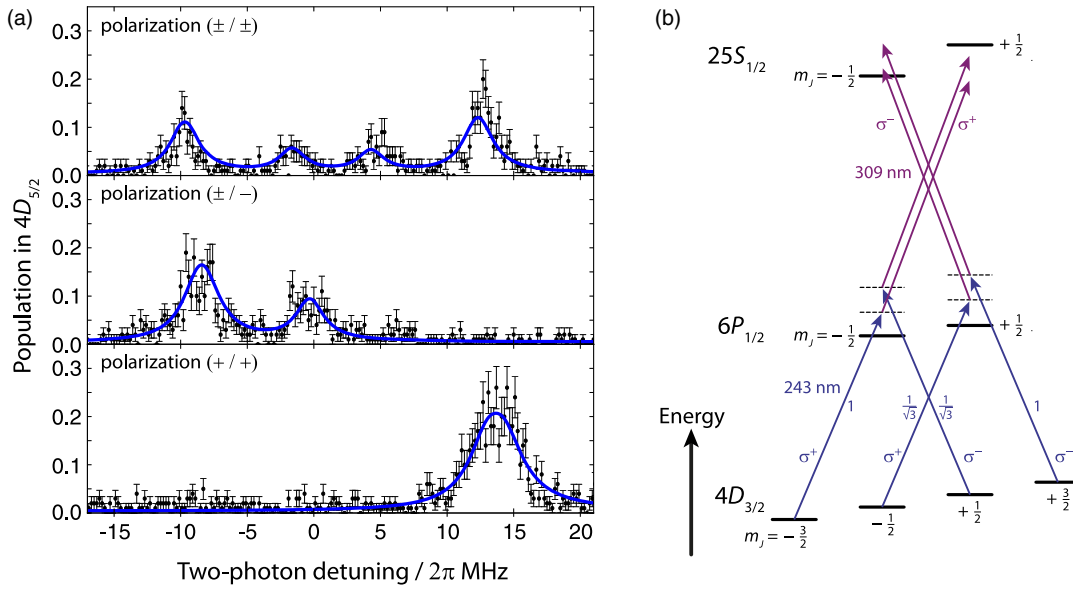 (a)
polarization (± / ±)
0.3
0.2
0.1
0.0
polarization (± / −)
0.3
0.2
0.1
0.0
polarization (+ / +)
0.3
0.2
0.1
0.0
Population in 4D5/2
-15 -10 -5 0 5 10 15 20
Two-photon detuning / 2π MHz
(b)
25S1/2
+ 1/2
mJ = − 1/2
σ− σ+
309 nm
6P1/2
+ 1/2
mJ = − 1/2
243 nm
1 1/√3 1/√3 1
Energy
σ+ σ+ σ− σ−
4D3/2
mJ = − 3/2
− 1/2
+ 1/2
+ 3/2